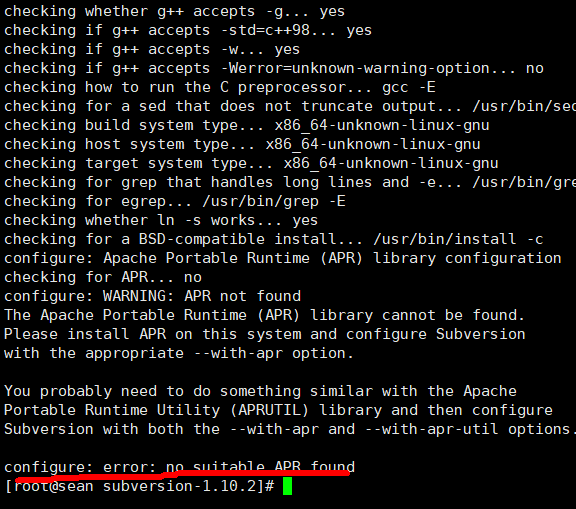 checking whether g++ accepts -g... yes
checking if g++ accepts -std=c++98... yes
checking if g++ accepts -w... yes
checking if g++ accepts -Werror=unknown-warning-option... no
checking how to run the C preprocessor... gcc -E
checking for a sed that does not truncate output... /usr/bin/sed
checking build system type... x86_64-unknown-linux-gnu
checking host system type... x86_64-unknown-linux-gnu
checking target system type... x86_64-unknown-linux-gnu
checking for grep that handles long lines and -e... /usr/bin/gre
checking for egrep... /usr/bin/grep -E
checking whether ln -s works... yes
checking for a BSD-compatible install... /usr/bin/install -c
configure: Apache Portable Runtime (APR) library configuration
checking for APR... no
configure: WARNING: APR not found
The Apache Portable Runtime (APR) library cannot be found.
Please install APR on this system and configure Subversion
with the appropriate --with-apr option.
You probably need to do something similar with the Apache
Portable Runtime Utility (APRUTIL) library and then configure
Subversion with both the --with-apr and --with-apr-util options.
configure: error: no suitable APR found
[root@sean subversion-1.10.2]#